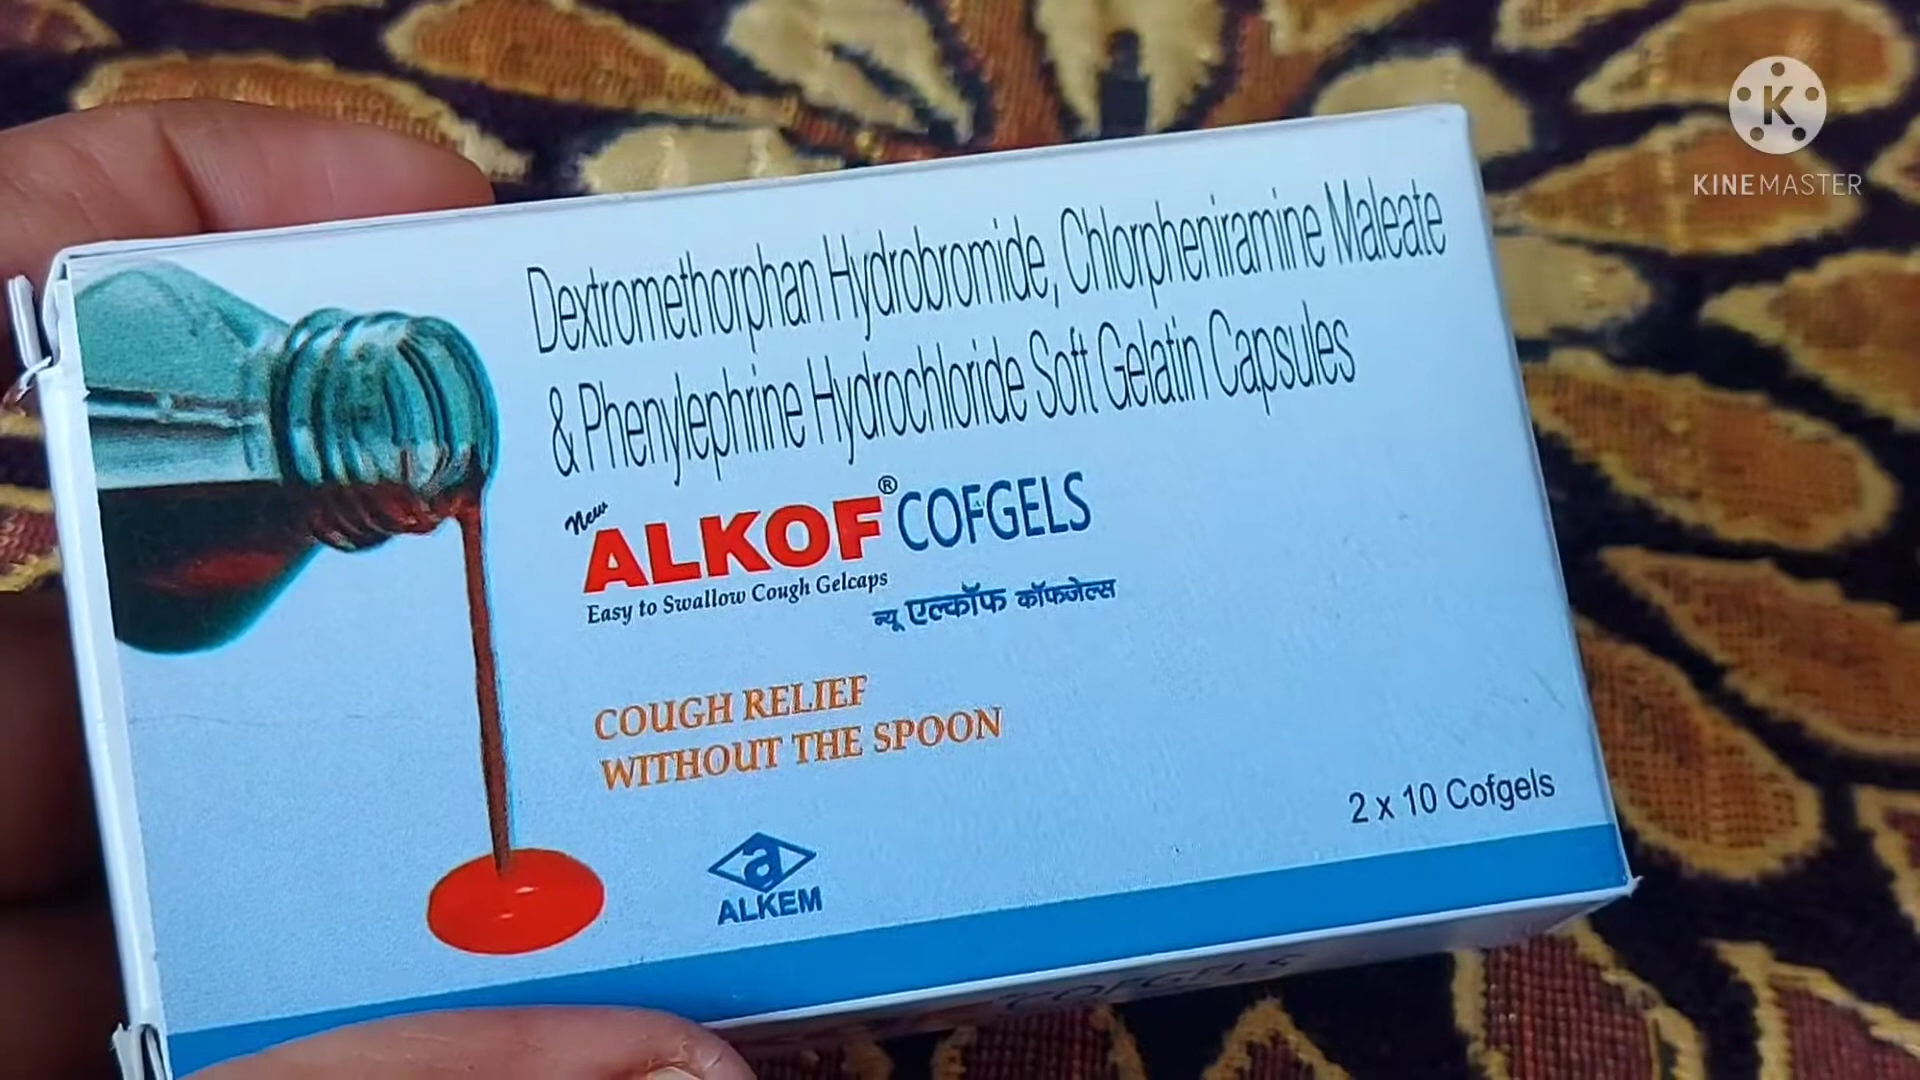 KINEMASTER
Dextromethorphan Hydrobromide, Chlorpheniramine Maleate
& Phenylephrine Hydrochloride Soft Gelatin Capsules
New
ALKOF® COFGELS
Easy to Swallow Cough Gelcaps
न्यू एल्कॉफ कॉफजेल्स
COUGH RELIEF
WITHOUT THE SPOON
2 x 10 Cofgels
a
ALKEM
COFGELS